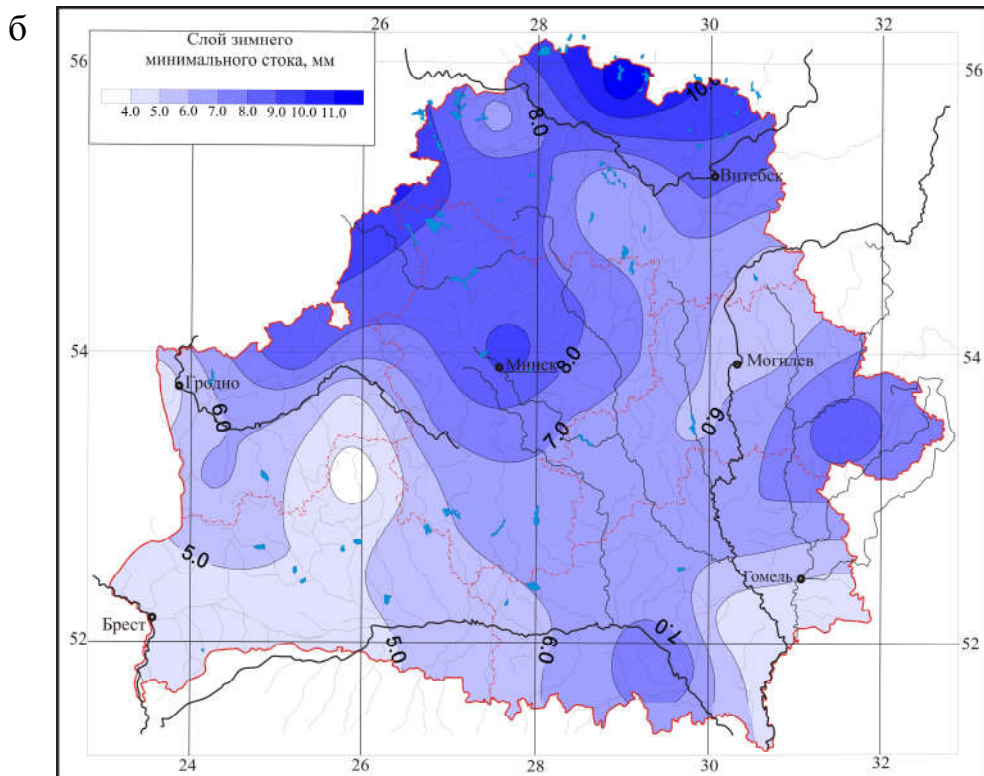 б
24 26 28 30 32
Слой зимнего
минимального стока, мм
4.0 5.0 6.0 7.0 8.0 9.0 10.0 11.0
56 56
10.0
8.0
Витебск
54 54
Минск
8.0
Могилев
Гродно
6.0
6.0
7.0
5.0
Гомель
Брест
52 52
5.0
6.0
7.0
24 26 28 30 32